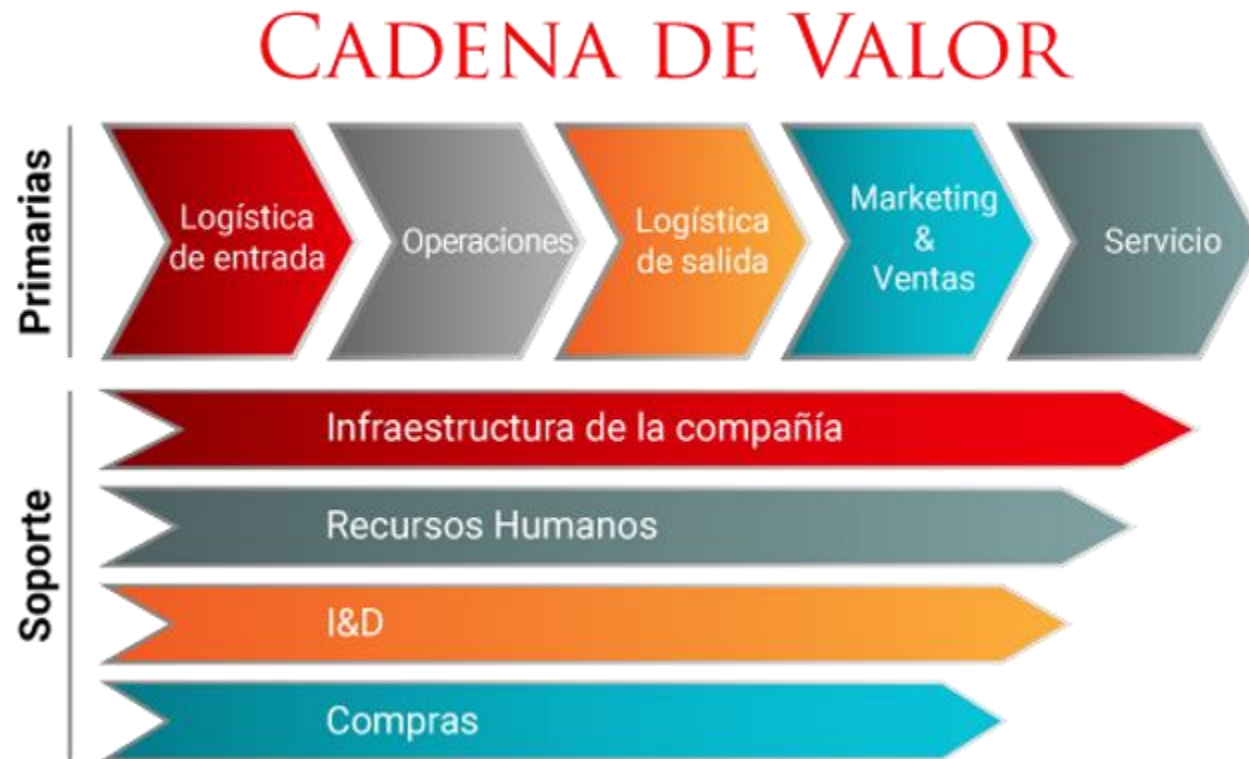 CADENA DE VALOR
Primarias
Logística
de entrada
Operaciones
Logística
de salida
Marketing
&
Ventas
Servicio
Soporte
Infraestructura de la compañía
Recursos Humanos
I&D
Compras